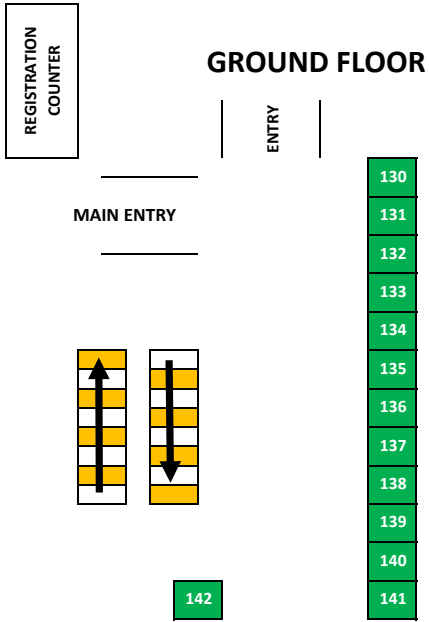 REGISTRATION
COUNTER
GROUND FLOOR
ENTRY
MAIN ENTRY
130
131
132
133
134
135
136
137
138
139
140
142
141